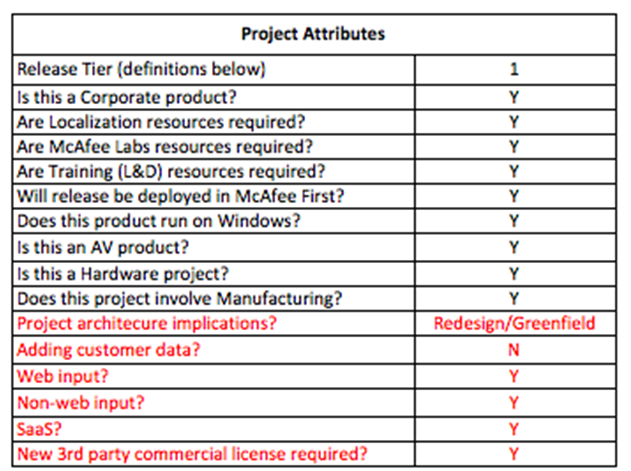 Project Attributes
Release Tier (definitions below) 1
Is this a Corporate product? Y
Are Localization resources required? Y
Are McAfee Labs resources required? Y
Are Training (L&D) resources required? Y
Will release be deployed in McAfee First? Y
Does this product run on Windows? Y
Is this an AV product? Y
Is this a Hardware project? Y
Does this project involve Manufacturing? Y
Project architecure implications? Redesign/Greenfield
Adding customer data? N
Web input? Y
Non-web input? Y
SaaS? Y
New 3rd party commercial license required? Y